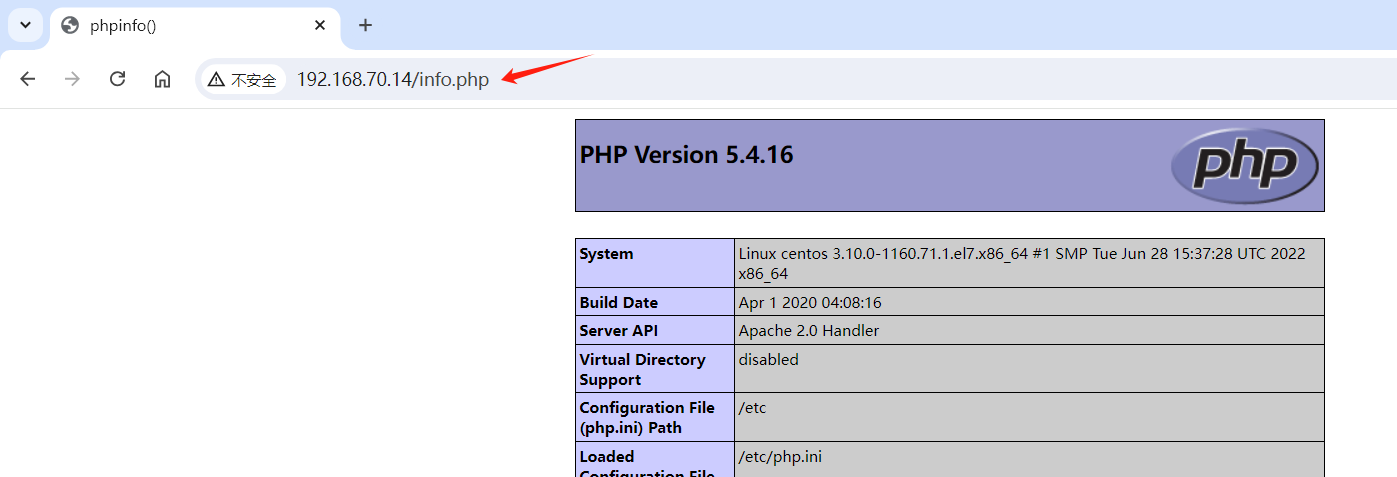 phpinfo()
不安全 192.168.70.14/info.php
PHP Version 5.4.16
php
System
Linux centos 3.10.0-1160.71.1.el7.x86_64 #1 SMP Tue Jun 28 15:37:28 UTC 2022
x86_64
Build Date
Apr 1 2020 04:08:16
Server API
Apache 2.0 Handler
Virtual Directory
Support
disabled
Configuration File
(php.ini) Path
/etc
Loaded
Configuration File
/etc/php.ini